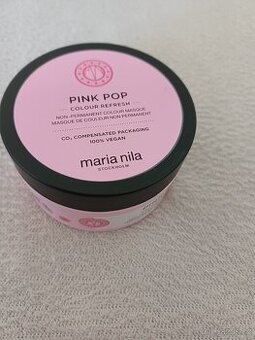 PINK POP
COLOUR REFRESH
NON-PERMANENT COLOUR MASQUE
MASQUE DE COULEUR NON PERMANENT
CO₂ COMPENSATED PACKAGING
100% VEGAN
maria nila
STOCKHOLM